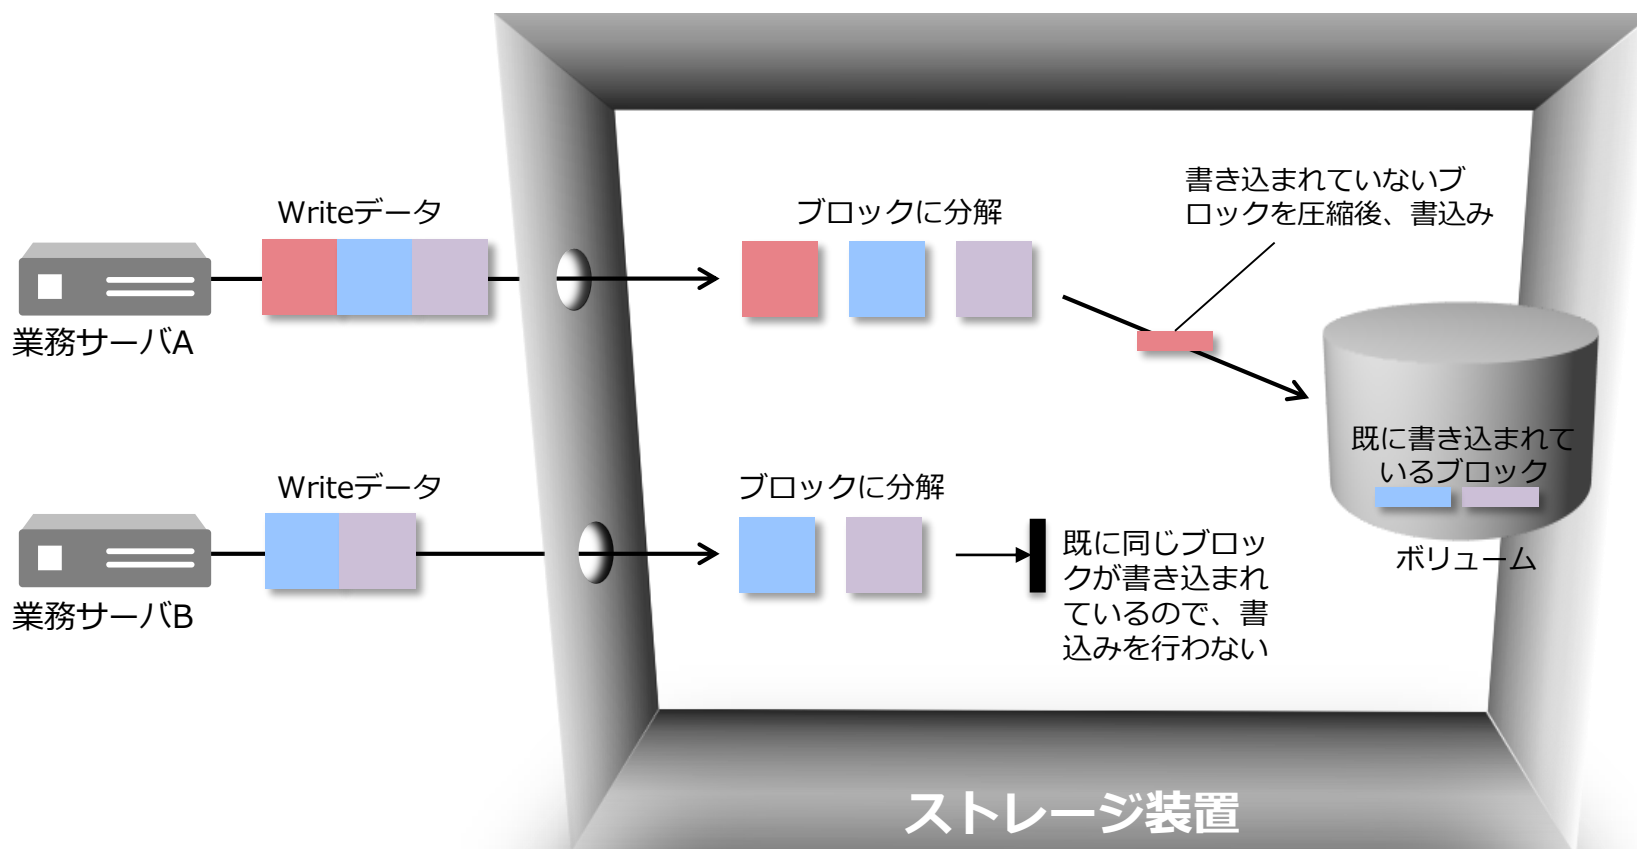 書き込まれていないブ
ロックを圧縮後、書込み
Writeデータ
ブロックに分解
業務サーバA
既に書き込まれて
いるブロック
ボリューム
Writeデータ
ブロックに分解
既に同じブロッ
クが書き込まれ
ているので、書
込みを行わない
業務サーバB
ストレージ装置